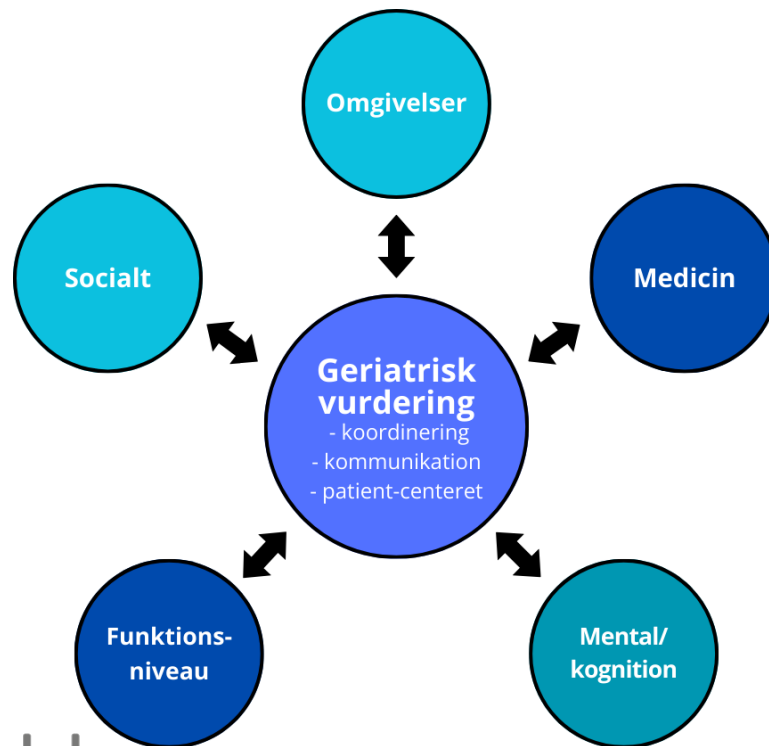 Omgivelser
Socialt
Medicin
Geriatrisk
vurdering
- koordinering
- kommunikation
- patient-centeret
Funktions-
niveau
Mental/
kognition